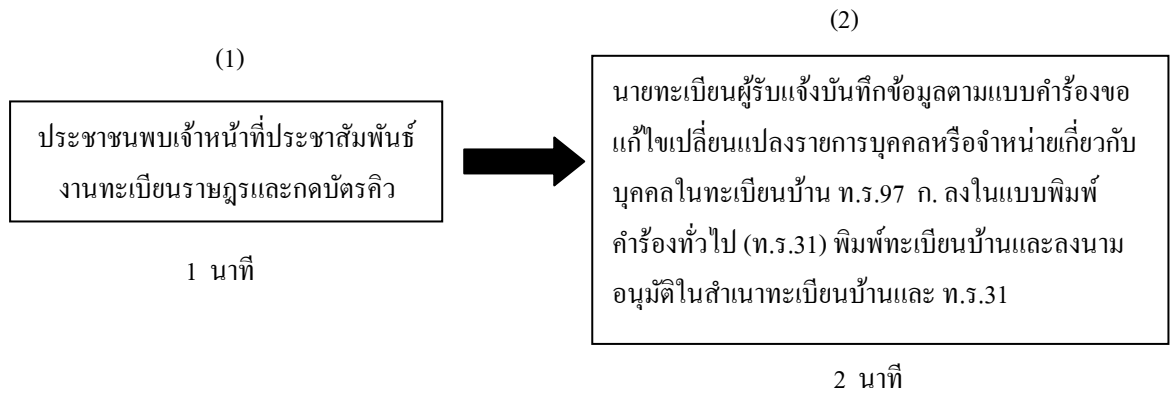 (1)
ประชาชนพบเจ้าหน้าที่ประชาสัมพันธ์
งานทะเบียนราษฎรและกดบัตรคิว
1 นาที
(2)
นายทะเบียนผู้รับแจ้งบันทึกข้อมูลตามแบบคำร้องขอ
แก้ไขเปลี่ยนแปลงรายการบุคคลหรือจำหน่ายเกี่ยวกับ
บุคคลในทะเบียนบ้าน ท.ร.97 ก. ลงในแบบพิมพ์
คำร้องทั่วไป (ท.ร.31) พิมพ์ทะเบียนบ้านและลงนาม
อนุมัติในสำเนาทะเบียนบ้านและ ท.ร.31
2 นาที